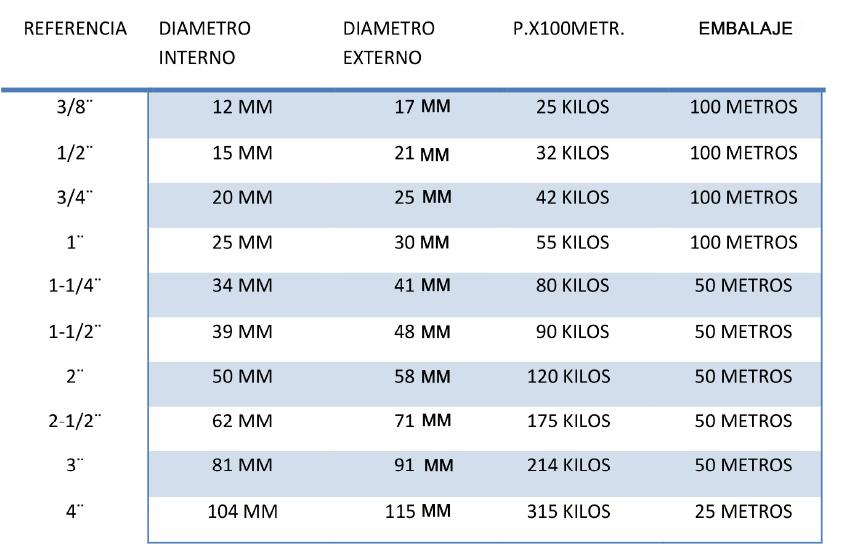 REFERENCIA DIAMETRO INTERNO DIAMETRO EXTERNO P.X100METR. EMBALAJE
3/8¨ 12 MM 17 MM 25 KILOS 100 METROS
1/2¨ 15 MM 21 MM 32 KILOS 100 METROS
3/4¨ 20 MM 25 MM 42 KILOS 100 METROS
1¨ 25 MM 30 MM 55 KILOS 100 METROS
1-1/4¨ 34 MM 41 MM 80 KILOS 50 METROS
1-1/2¨ 39 MM 48 MM 90 KILOS 50 METROS
2¨ 50 MM 58 MM 120 KILOS 50 METROS
2-1/2¨ 62 MM 71 MM 175 KILOS 50 METROS
3¨ 81 MM 91 MM 214 KILOS 50 METROS
4¨ 104 MM 115 MM 315 KILOS 25 METROS